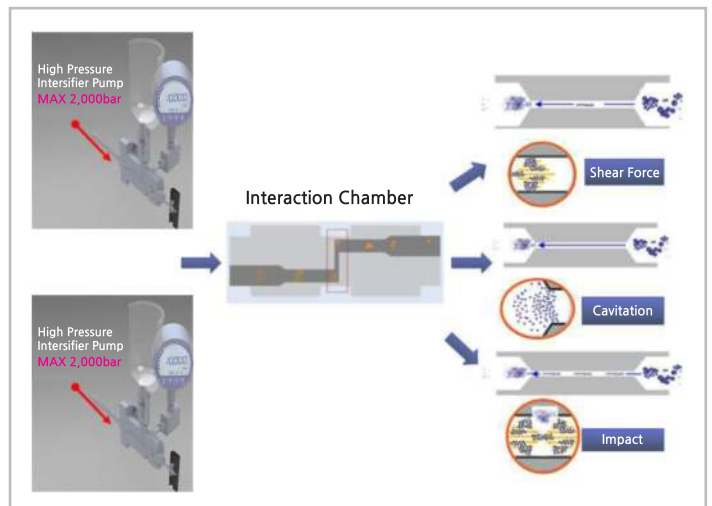 High Pressure
Intersifier Pump
MAX 2,000bar
Interaction Chamber
Shear Force
Cavitation
High Pressure
Intersifier Pump
MAX 2,000bar
Impact